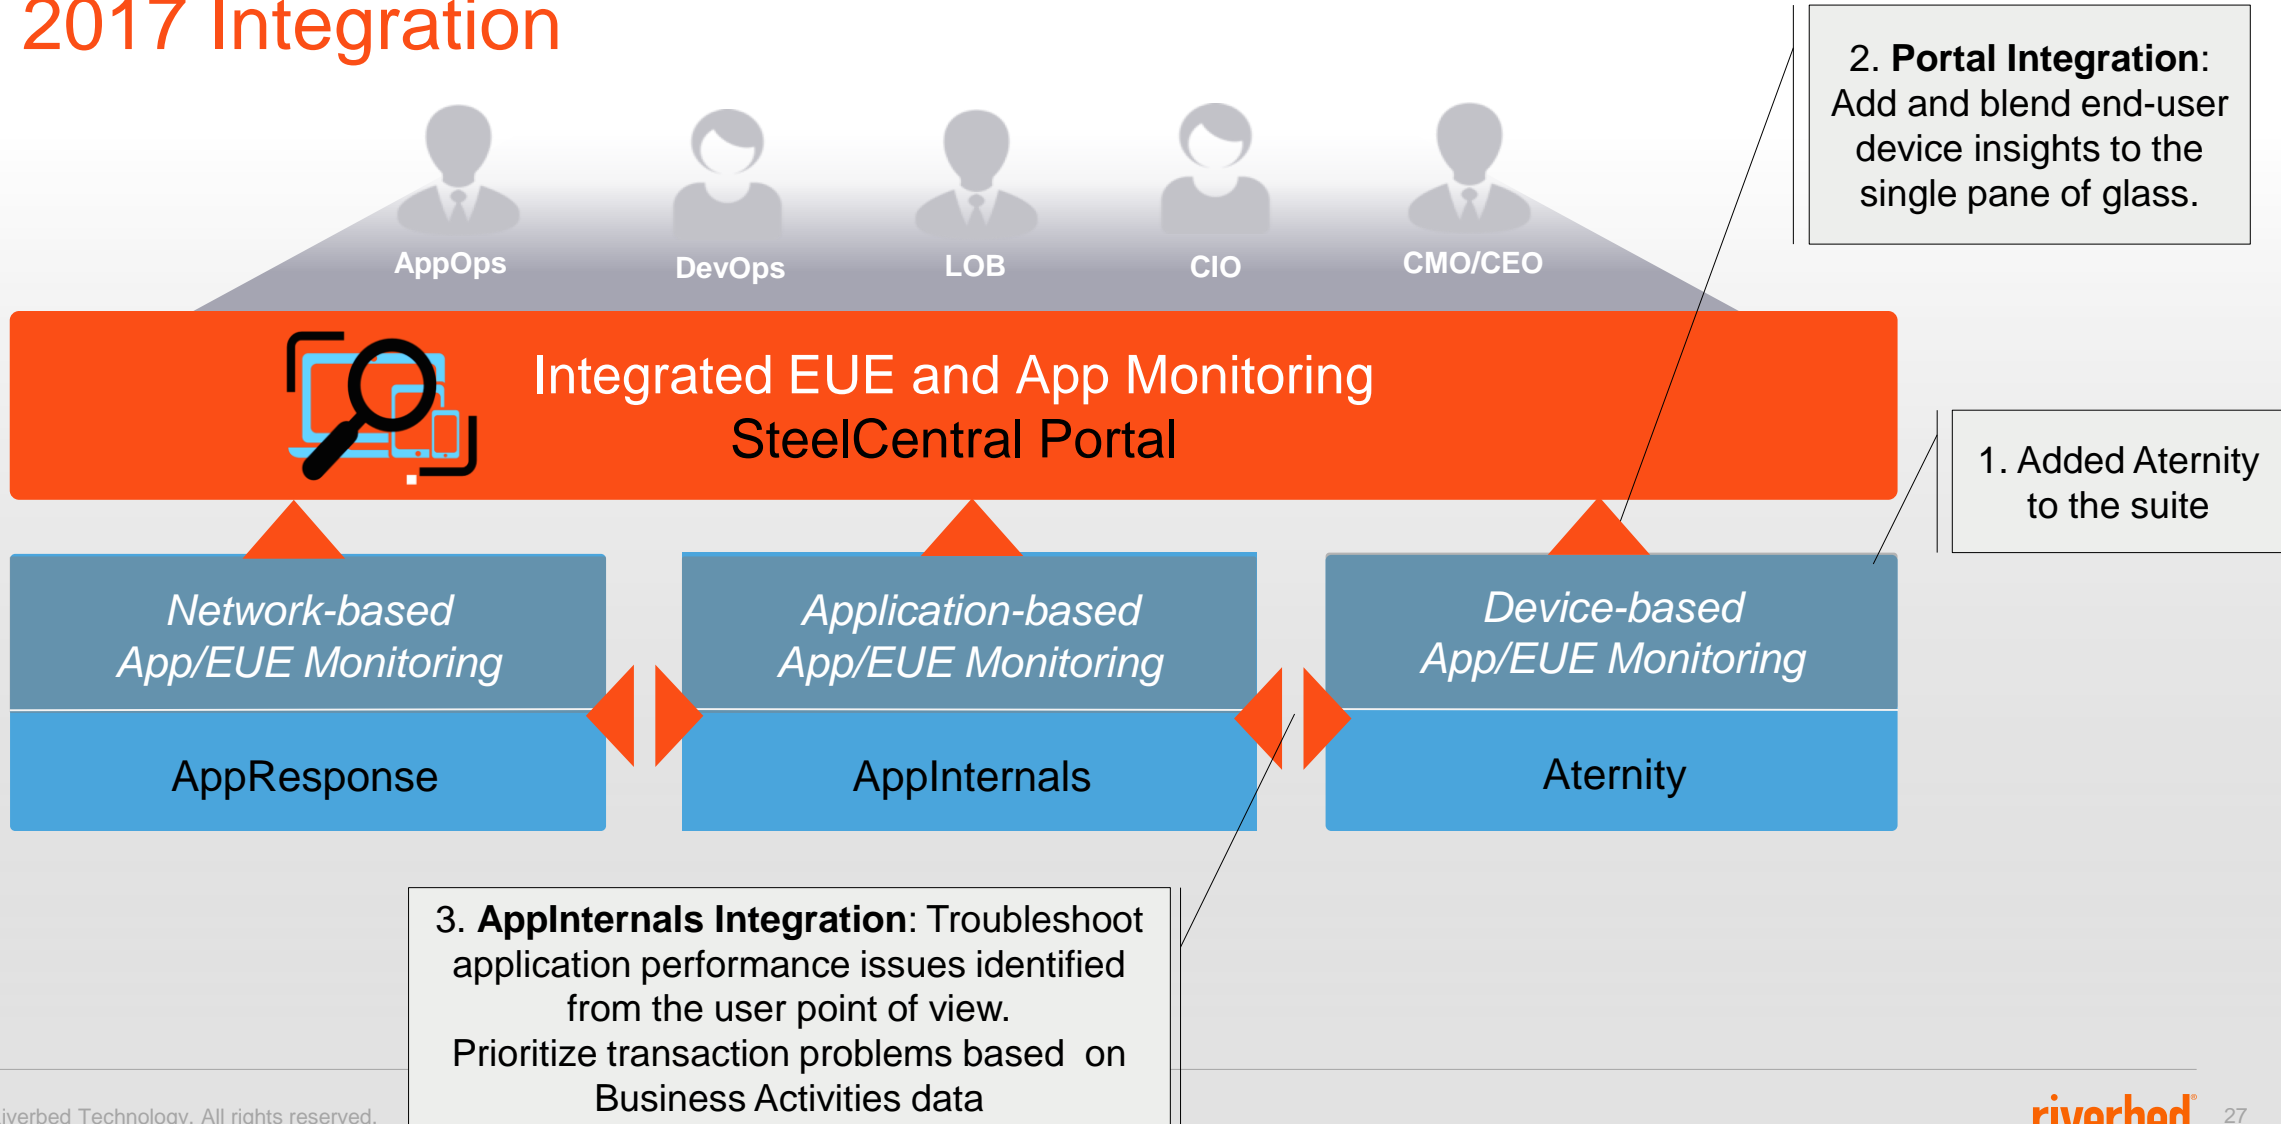 2017 Integration
2. Portal Integration:
Add and blend end-user
device insights to the
single pane of glass.
AppOps
DevOps
LOB
CIO
CMO/CEO
Integrated EUE and App Monitoring
SteelCentral Portal
1. Added Aternity
to the suite
Network-based
App/EUE Monitoring
AppResponse
Application-based
App/EUE Monitoring
AppInternals
Device-based
App/EUE Monitoring
Aternity
3. AppInternals Integration: Troubleshoot
application performance issues identified
from the user point of view.
Prioritize transaction problems based on
Business Activities data
iverbed Technology. All rights reserved.
riverbed
27